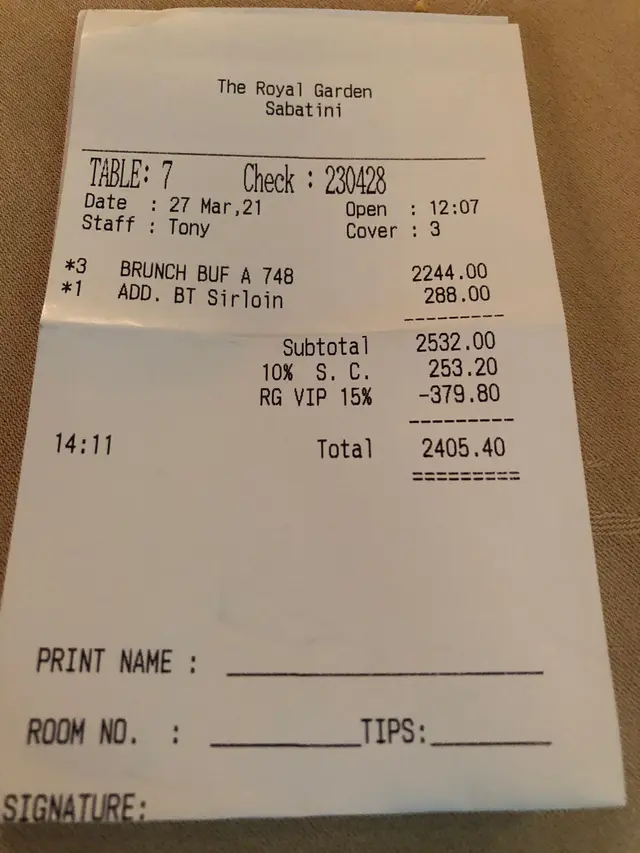 The Royal Garden
Sabatini
TABLE: 7 Check : 230428
Date : 27 Mar,21 Open : 12:07
Staff : Tony Cover : 3
*3 BRUNCH BUF A 748 2244.00
*1 ADD. BT Sirloin 288.00
Subtotal 2532.00
10% S. C. 253.20
RG VIP 15% -379.80
14:11 Total 2405.40
PRINT NAME :
ROOM NO. : TIPS:
SIGNATURE: